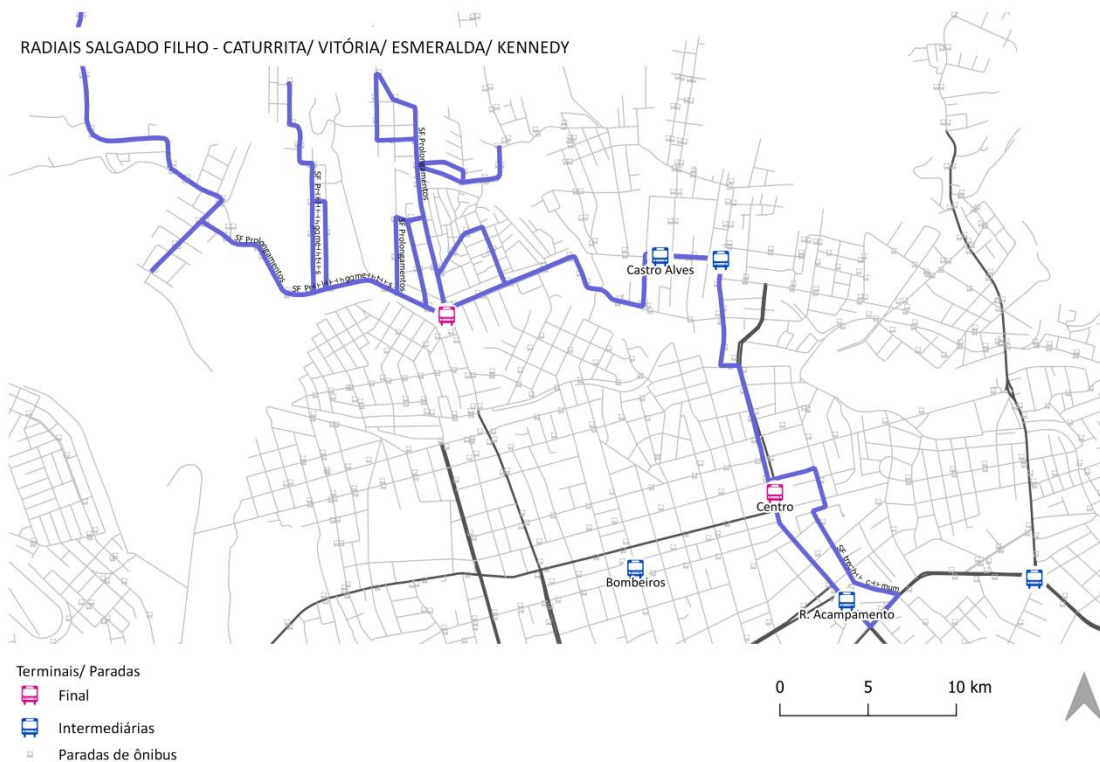 RADIAIS SALGADO FILHO - CATURRITA/ VITÓRIA/ ESMERALDA/ KENNEDY
SF Prolongamentos
SF Prolongamentos
SF Prolongamentos
Castro Alves
Centro
SF
Bombeiros
R. Acampamento
Terminais/ Paradas
Final
Intermediárias
Paradas de ônibus
0 5 10 km